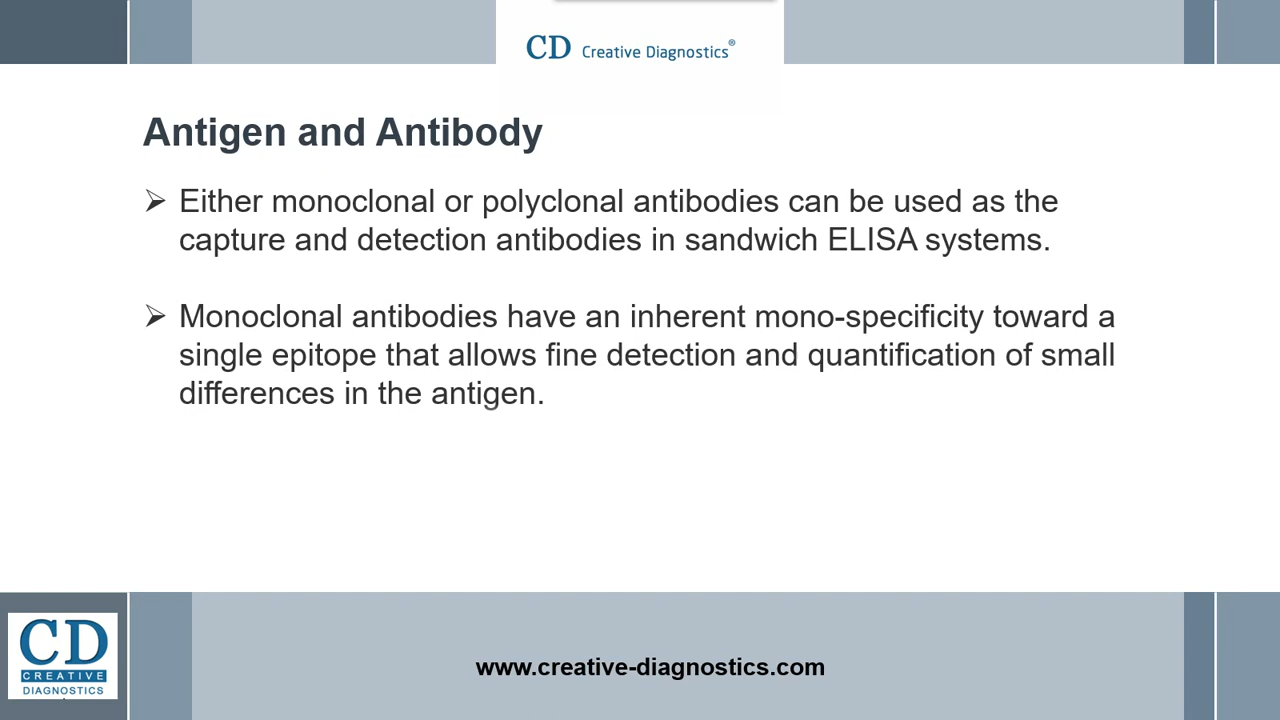 CD Creative Diagnostics®
Antigen and Antibody
➢ Either monoclonal or polyclonal antibodies can be used as the
capture and detection antibodies in sandwich ELISA systems.
➢ Monoclonal antibodies have an inherent mono-specificity toward a
single epitope that allows fine detection and quantification of small
differences in the antigen.
CD
CREATIVE
DIAGNOSTICS
www.creative-diagnostics.com